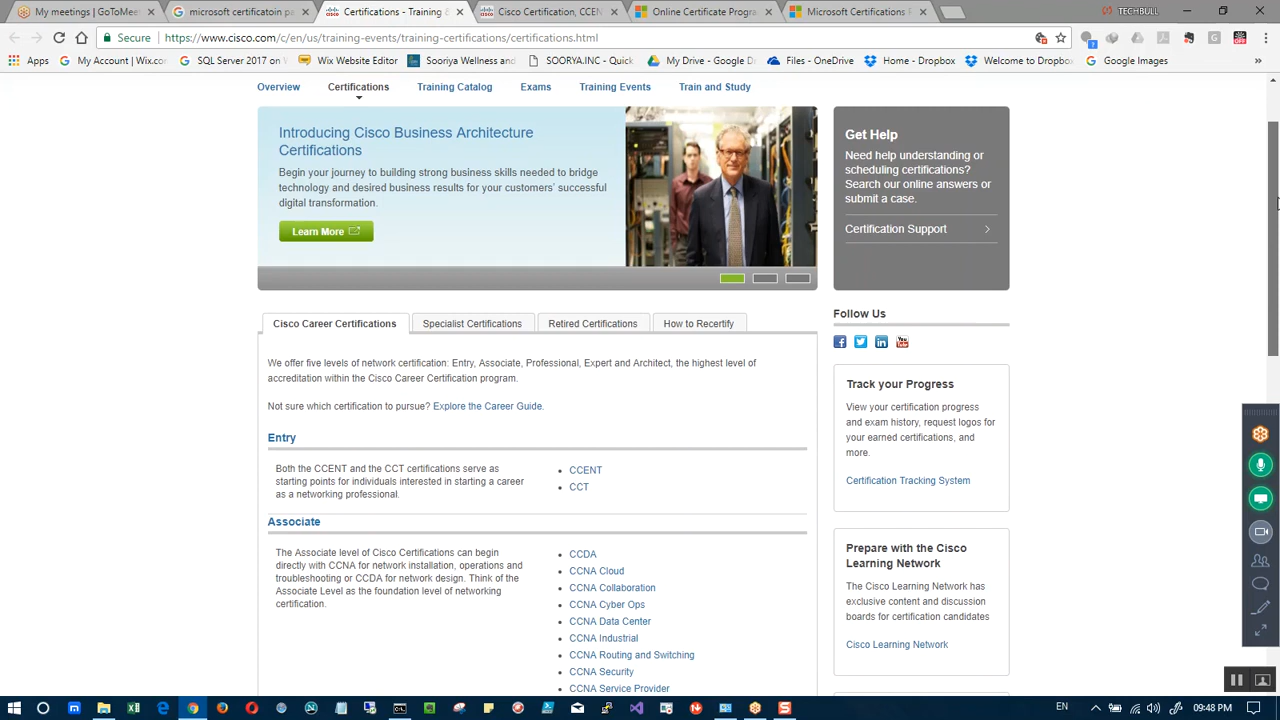 My meetings | GoToMee
microsoft certificatoin pa
Certifications - Training &
Cisco Certification, CCEN
Online Certificate Progra
Microsoft Certifications F
TECHBULL
Secure
https://www.cisco.com/c/en/us/training-events/training-certifications/certifications.html
Apps
My Account | Wix.com
SQL Server 2017 on
Wix Website Editor
Sooriya Wellness and
SOORYA.INC - Quick
My Drive - Google D
Files - OneDrive
Home - Dropbox
Welcome to Dropbox
Google Images
Overview
Certifications
Training Catalog
Exams
Training Events
Train and Study
Introducing Cisco Business Architecture
Certifications
Begin your journey to building strong business skills needed to bridge
technology and desired business results for your customers' successful
digital transformation.
Learn More
Get Help
Need help understanding or
scheduling certifications?
Search our online answers or
submit a case.
Certification Support
Cisco Career Certifications
Specialist Certifications
Retired Certifications
How to Recertify
We offer five levels of network certification: Entry, Associate, Professional, Expert and Architect, the highest level of
accreditation within the Cisco Career Certification program.
Not sure which certification to pursue? Explore the Career Guide.
Entry
Both the CCENT and the CCT certifications serve as
starting points for individuals interested in starting a career
as a networking professional.
CCENT
CCT
Associate
The Associate level of Cisco Certifications can begin
directly with CCNA for network installation, operations and
troubleshooting or CCDA for network design. Think of the
Associate Level as the foundation level of networking
certification.
CCDA
CCNA Cloud
CCNA Collaboration
CCNA Cyber Ops
CCNA Data Center
CCNA Industrial
CCNA Routing and Switching
CCNA Security
CCNA Service Provider
Follow Us
Track your Progress
View your certification progress
and exam history, request logos for
your earned certifications, and
more.
Certification Tracking System
Prepare with the Cisco
Learning Network
The Cisco Learning Network has
exclusive content and discussion
boards for certification candidates
Cisco Learning Network
EN
09:48 PM